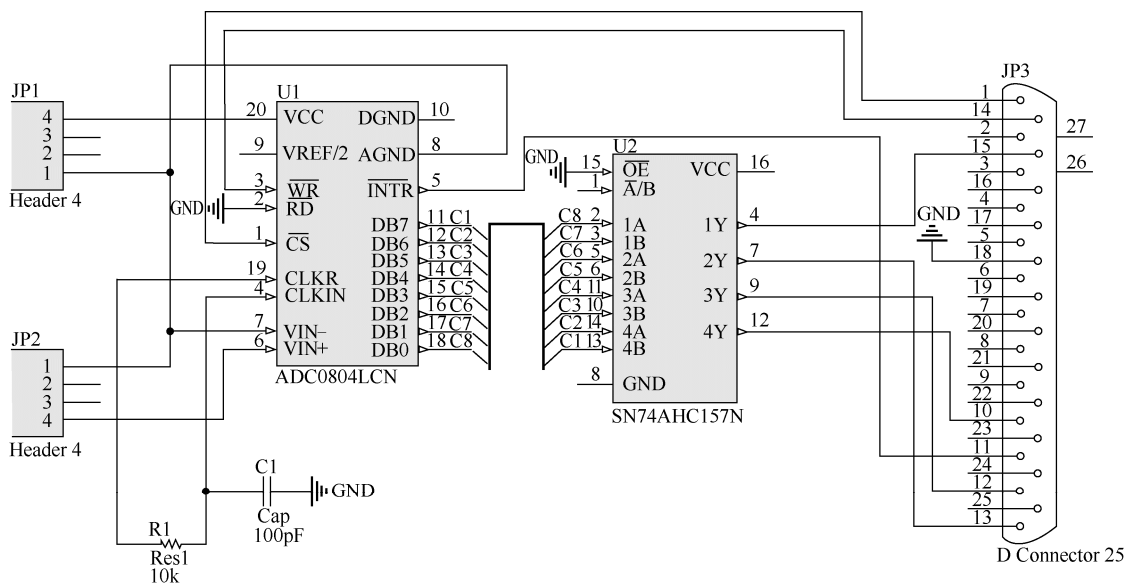 JP1
4
3
2
1
Header 4
JP2
1
2
3
4
Header 4
U1
20 VCC DGND 10
9 VREF/2 AGND 8
3 W̅R̅ I̅N̅T̅R̅ 5
GND 2 R̅D̅
1 C̅S̅
DB7 11 C1
DB6 12 C2
DB5 13 C3
DB4 14 C4
DB3 15 C5
DB2 16 C6
DB1 17 C7
DB0 18 C8
19 CLKR
4 CLKIN
7 VIN−
6 VIN+
ADC0804LCN
U2
GND 15 O̅E̅ VCC 16
1 A̅/B
C8 2 1A 1Y 4
C7 3 1B
C6 5 2A 2Y 7
C5 6 2B
C4 11 3A 3Y 9
C3 10 3B
C2 14 4A 4Y 12
C1 13 4B
8 GND
SN74AHC157N
C1
GND
Cap
100pF
R1
Res1
10k
JP3
1
14
2
27
15
26
3
16
4
GND
17
5
18
6
19
7
20
8
21
9
22
10
23
11
24
12
25
13
D Connector 25